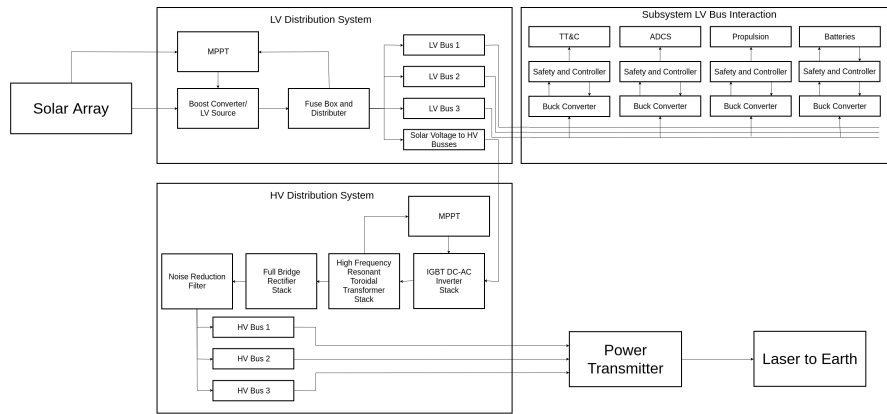 LV Distribution System
MPPT
Solar Array
Boost Converter/
LV Source
Fuse Box and
Distributer
LV Bus 1
LV Bus 2
LV Bus 3
Solar Voltage to HV
Busses
Subsystem LV Bus Interaction
TT&C
ADCS
Propulsion
Batteries
Safety and Controller
Safety and Controller
Safety and Controller
Safety and Controller
Buck Converter
Buck Converter
Buck Converter
Buck Converter
HV Distribution System
MPPT
Noise Reduction
Filter
Full Bridge
Rectifier
Stack
High Frequency
Resonant
Toroidal
Transformer
Stack
IGBT DC-AC
Inverter
Stack
HV Bus 1
HV Bus 2
HV Bus 3
Power
Transmitter
Laser to Earth